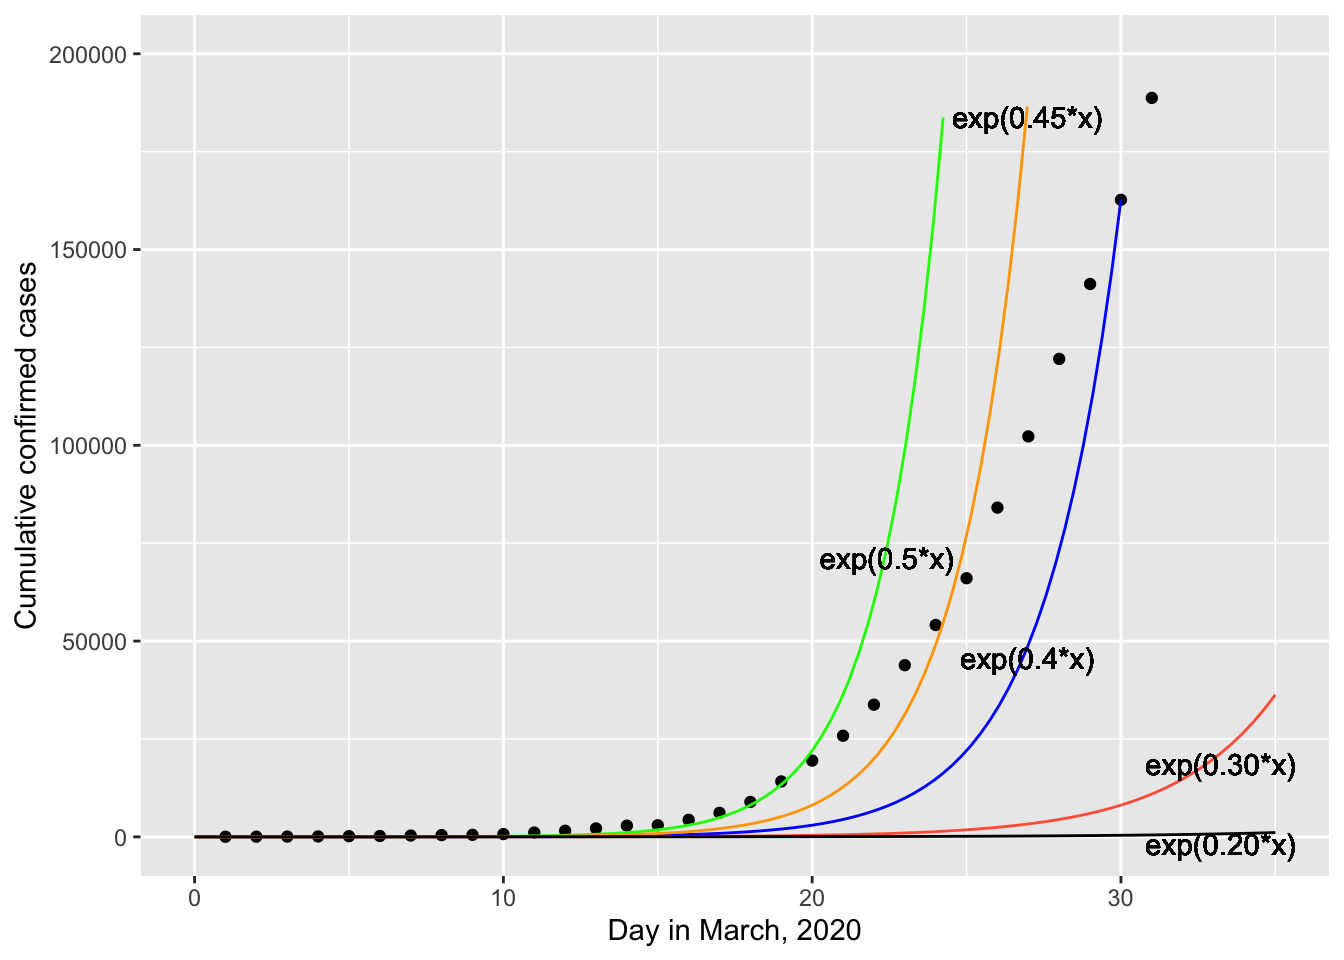 200000
exp(0.45*x)
150000
100000
exp(0.5*x)
50000
exp(0.4*x)
exp(0.30*x)
0
exp(0.20*x)
0 10 20 30
Day in March, 2020
Cumulative confirmed cases